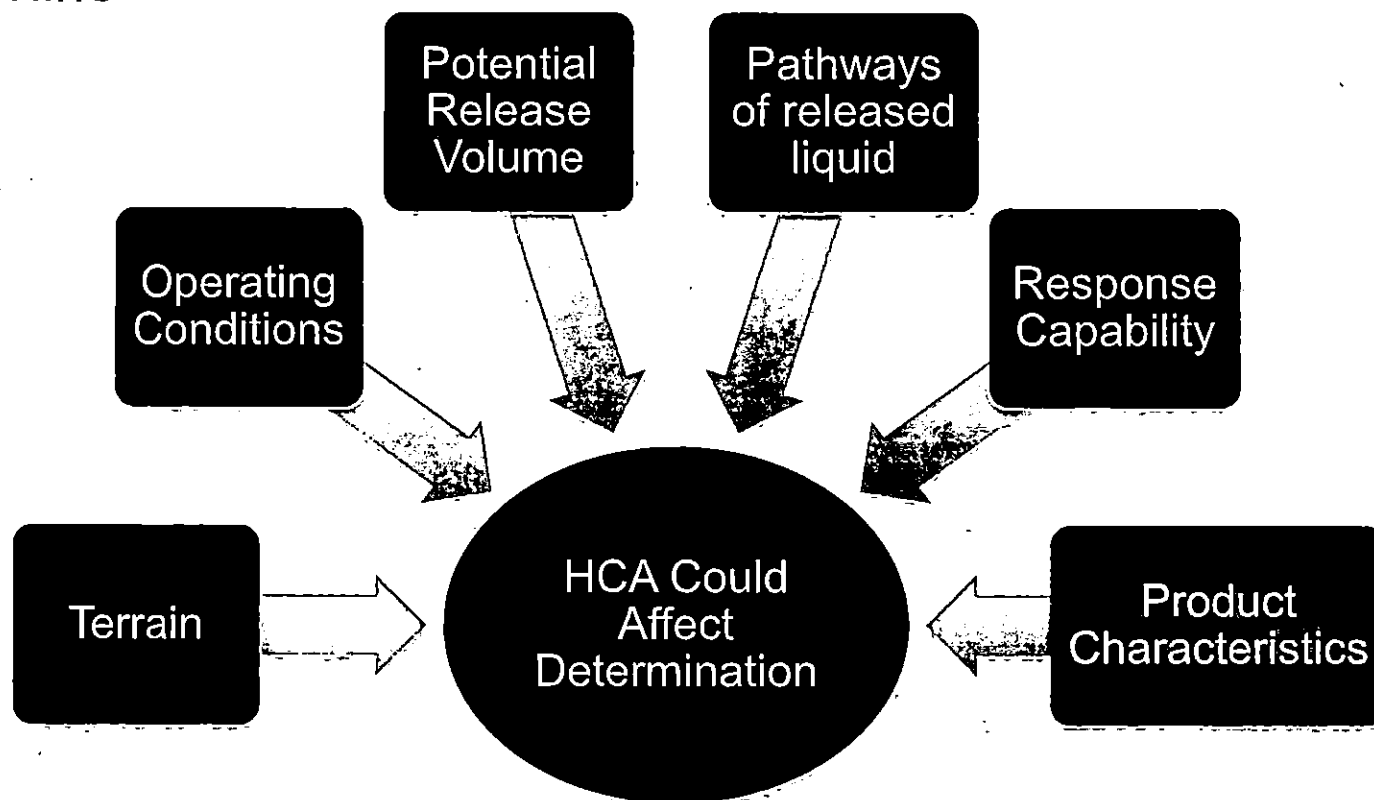 Potential
Release
Volume
Pathways
of released
liquid
Operating
Conditions
Response
Capability
Terrain
HCA Could
Affect
Determination
Product
Characteristics